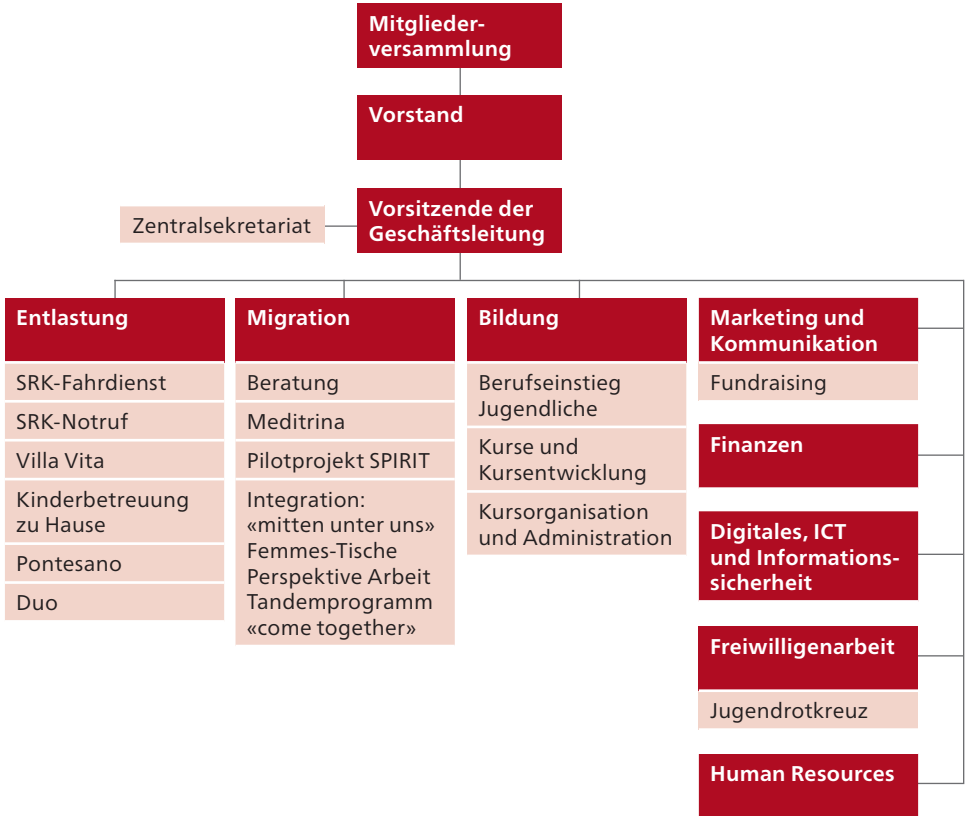 Mitglieder-
versammlung
Vorstand
Zentralsekretariat
Vorsitzende der
Geschäftsleitung
Entlastung
SRK-Fahrdienst
SRK-Notruf
Villa Vita
Kinderbetreuung
zu Hause
Pontesano
Duo
Migration
Beratung
Meditrina
Pilotprojekt SPIRIT
Integration:
«mitten unter uns»
Femmes-Tische
Perspektive Arbeit
Tandemprogramm
«come together»
Bildung
Berufseinstieg
Jugendliche
Kurse und
Kursentwicklung
Kursorganisation
und Administration
Marketing und
Kommunikation
Fundraising
Finanzen
Digitales, ICT
und Informations-
sicherheit
Freiwilligenarbeit
Jugendrotkreuz
Human Resources